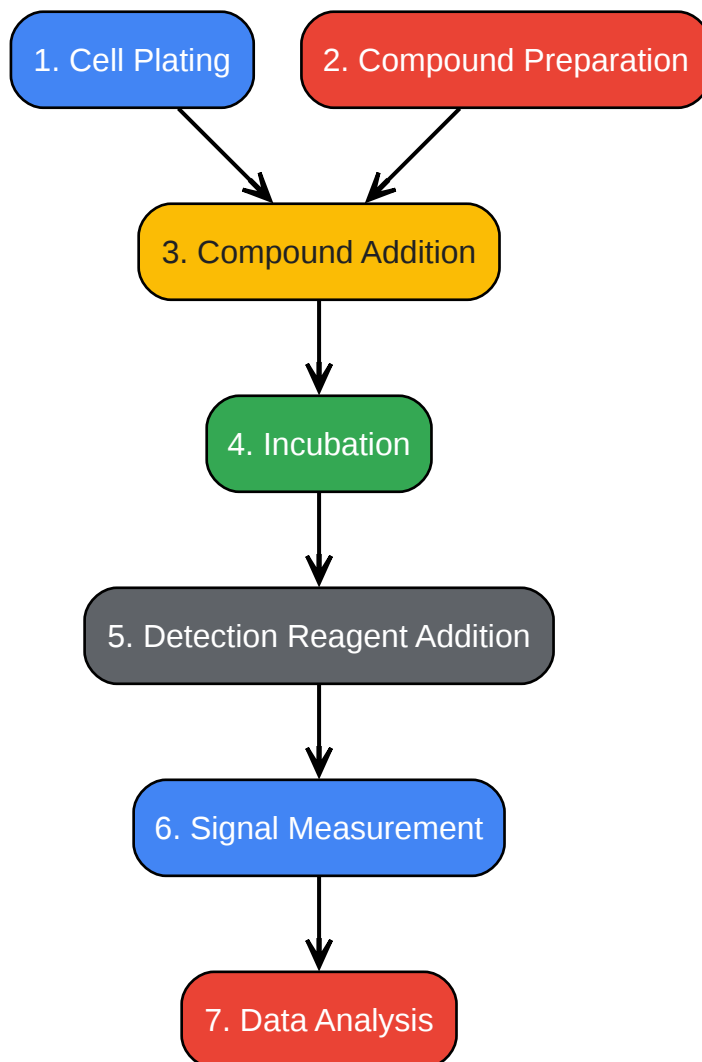 1. Cell Plating
2. Compound Preparation
3. Compound Addition
4. Incubation
5. Detection Reagent Addition
6. Signal Measurement
7. Data Analysis